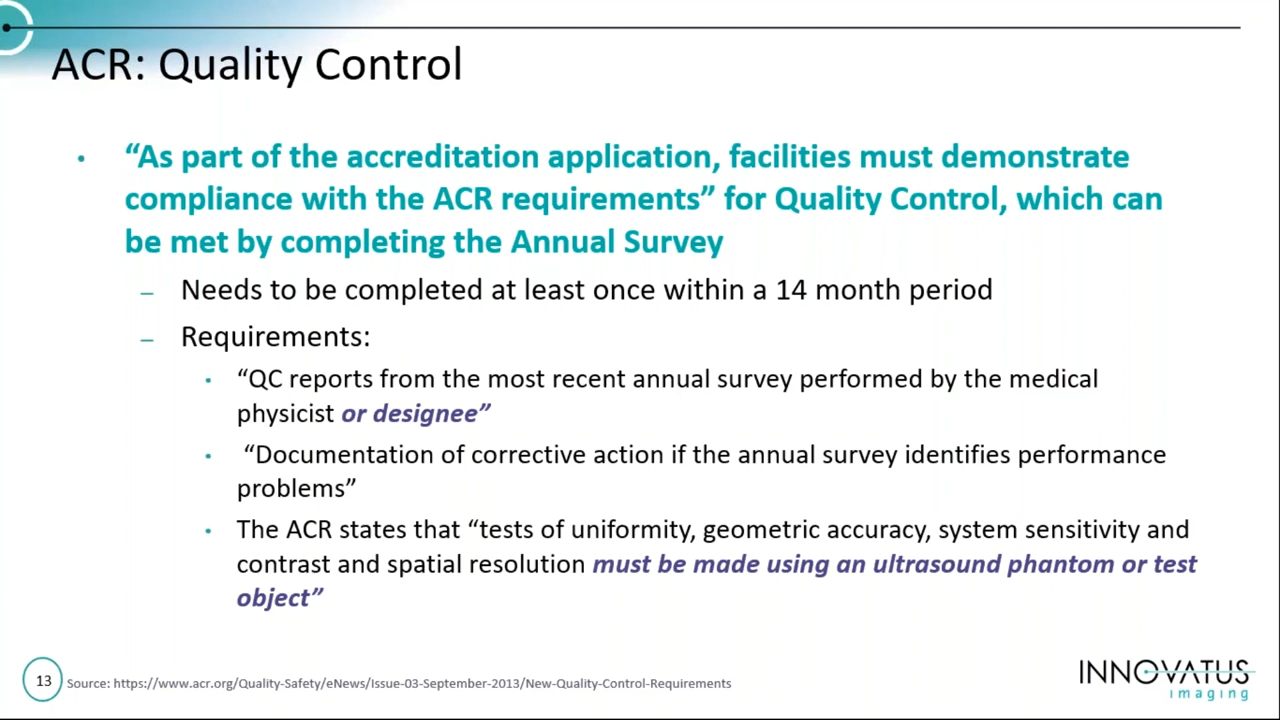 ACR: Quality Control
• “As part of the accreditation application, facilities must demonstrate
compliance with the ACR requirements” for Quality Control, which can
be met by completing the Annual Survey
– Needs to be completed at least once within a 14 month period
– Requirements:
• “QC reports from the most recent annual survey performed by the medical
physicist or designee”
• “Documentation of corrective action if the annual survey identifies performance
problems”
• The ACR states that “tests of uniformity, geometric accuracy, system sensitivity and
contrast and spatial resolution must be made using an ultrasound phantom or test
object”
13
Source: https://www.acr.org/Quality-Safety/eNews/Issue-03-September-2013/New-Quality-Control-Requirements
INNOVATUS
imaging